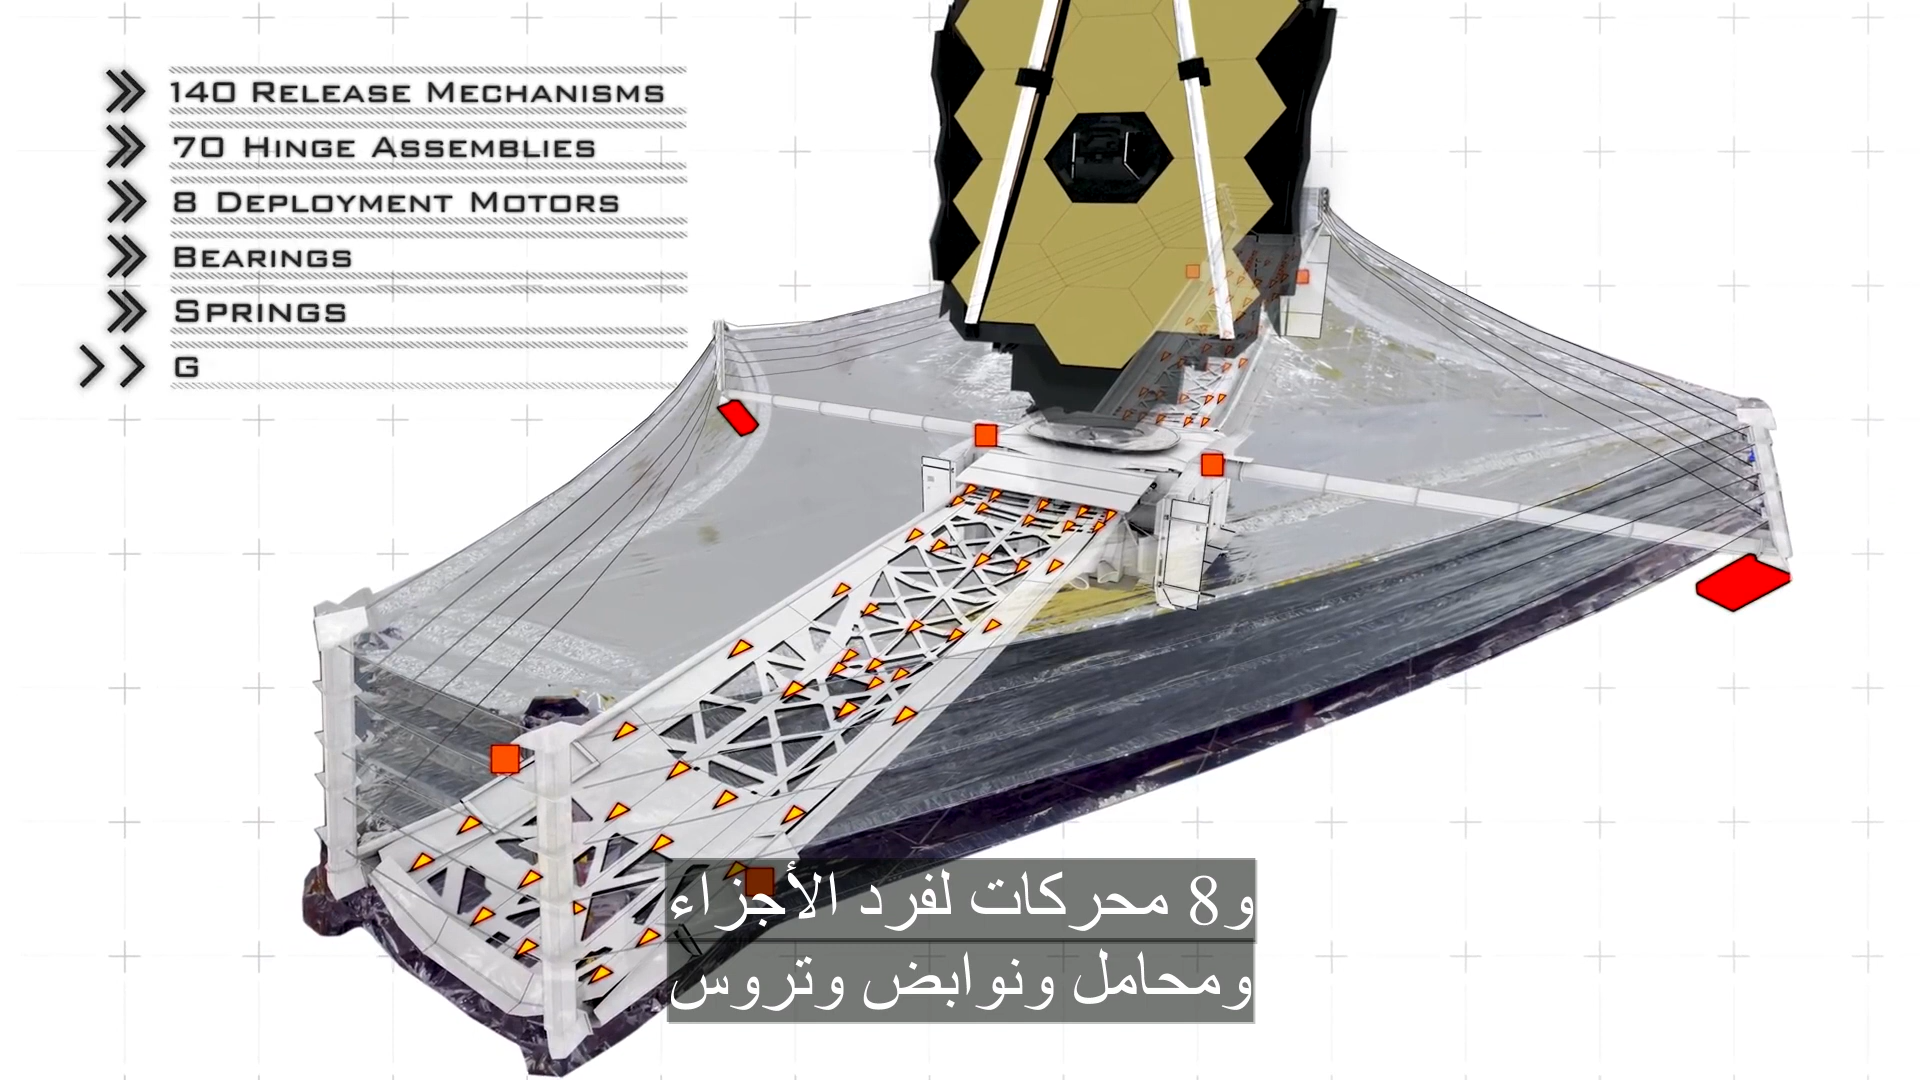 140 Release Mechanisms
70 Hinge Assemblies
8 Deployment Motors
Bearings
Springs
G
و8 محركات لفرد الأجزاء
ومحامل ونوابض وتروس